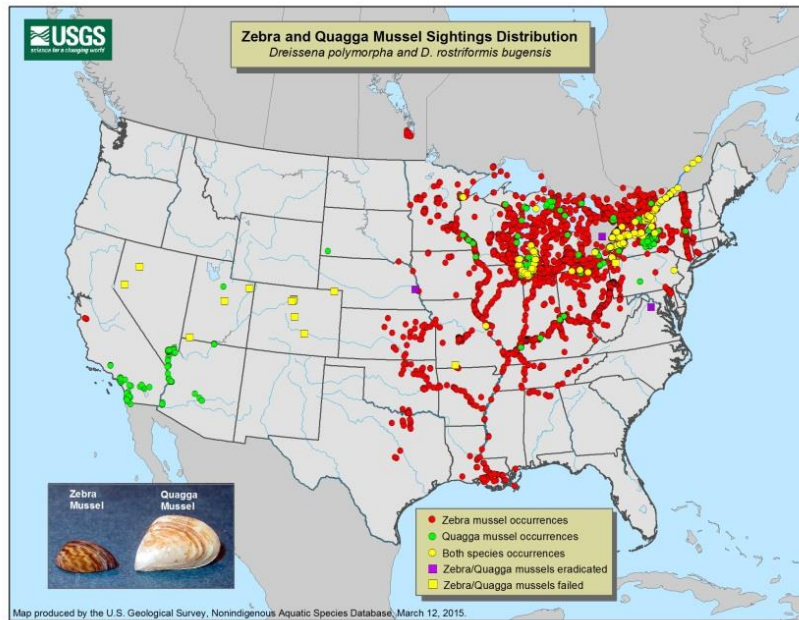 USGS
science for a changing world
Zebra and Quagga Mussel Sightings Distribution
Dreissena polymorpha and D. rostriformis bugensis
Zebra
Mussel
Quagga
Mussel
Zebra mussel occurrences
Quagga mussel occurrences
Both species occurrences
Zebra/Quagga mussels eradicated
Zebra/Quagga mussels failed
Map produced by the U.S. Geological Survey, Nonindigenous Aquatic Species Database, March 12, 2015.